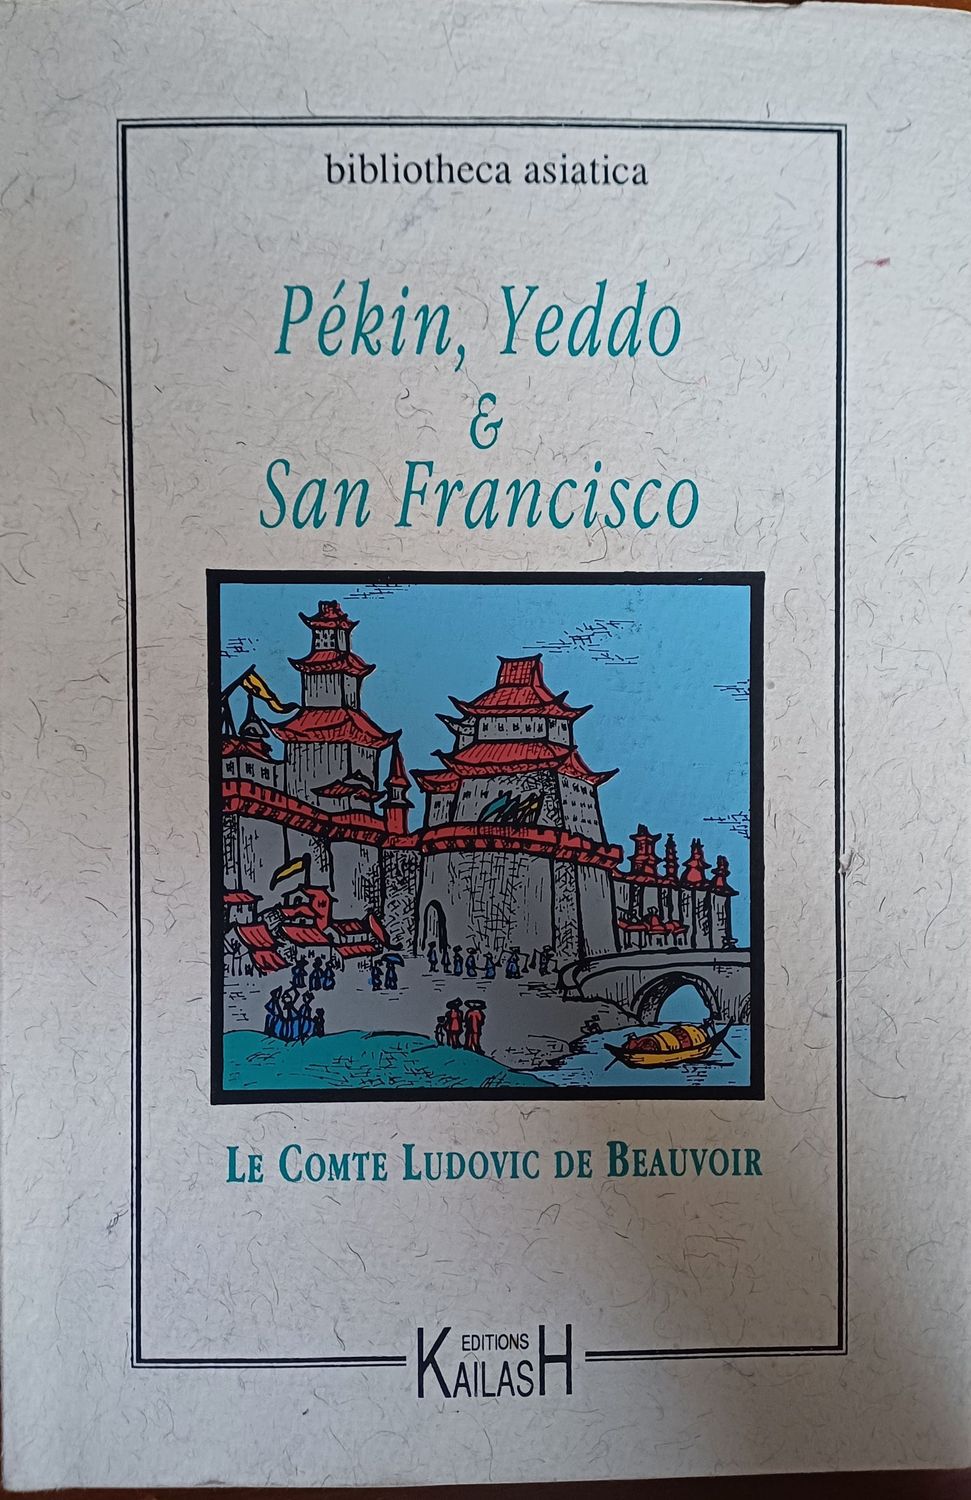 bibliotheca asiatica
Pékin, Yeddo
&
San Francisco
LE COMTE LUDOVIC DE BEAUVOIR
EDITIONS
KAILASH